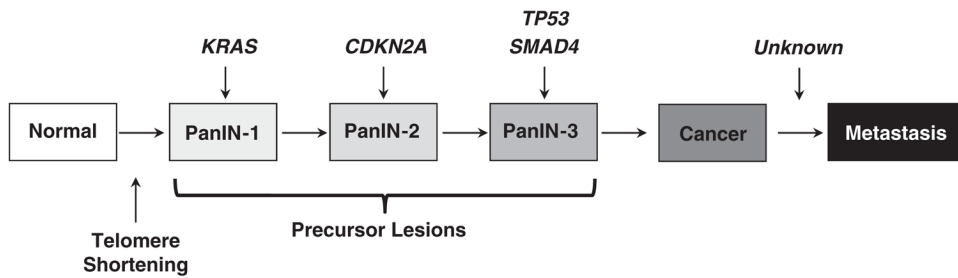 TP53
KRAS
CDKN2A
SMAD4
Unknown
Normal
PanIN-1
PanIN-2
PanIN-3
Cancer
Metastasis
Precursor Lesions
Telomere
Shortening